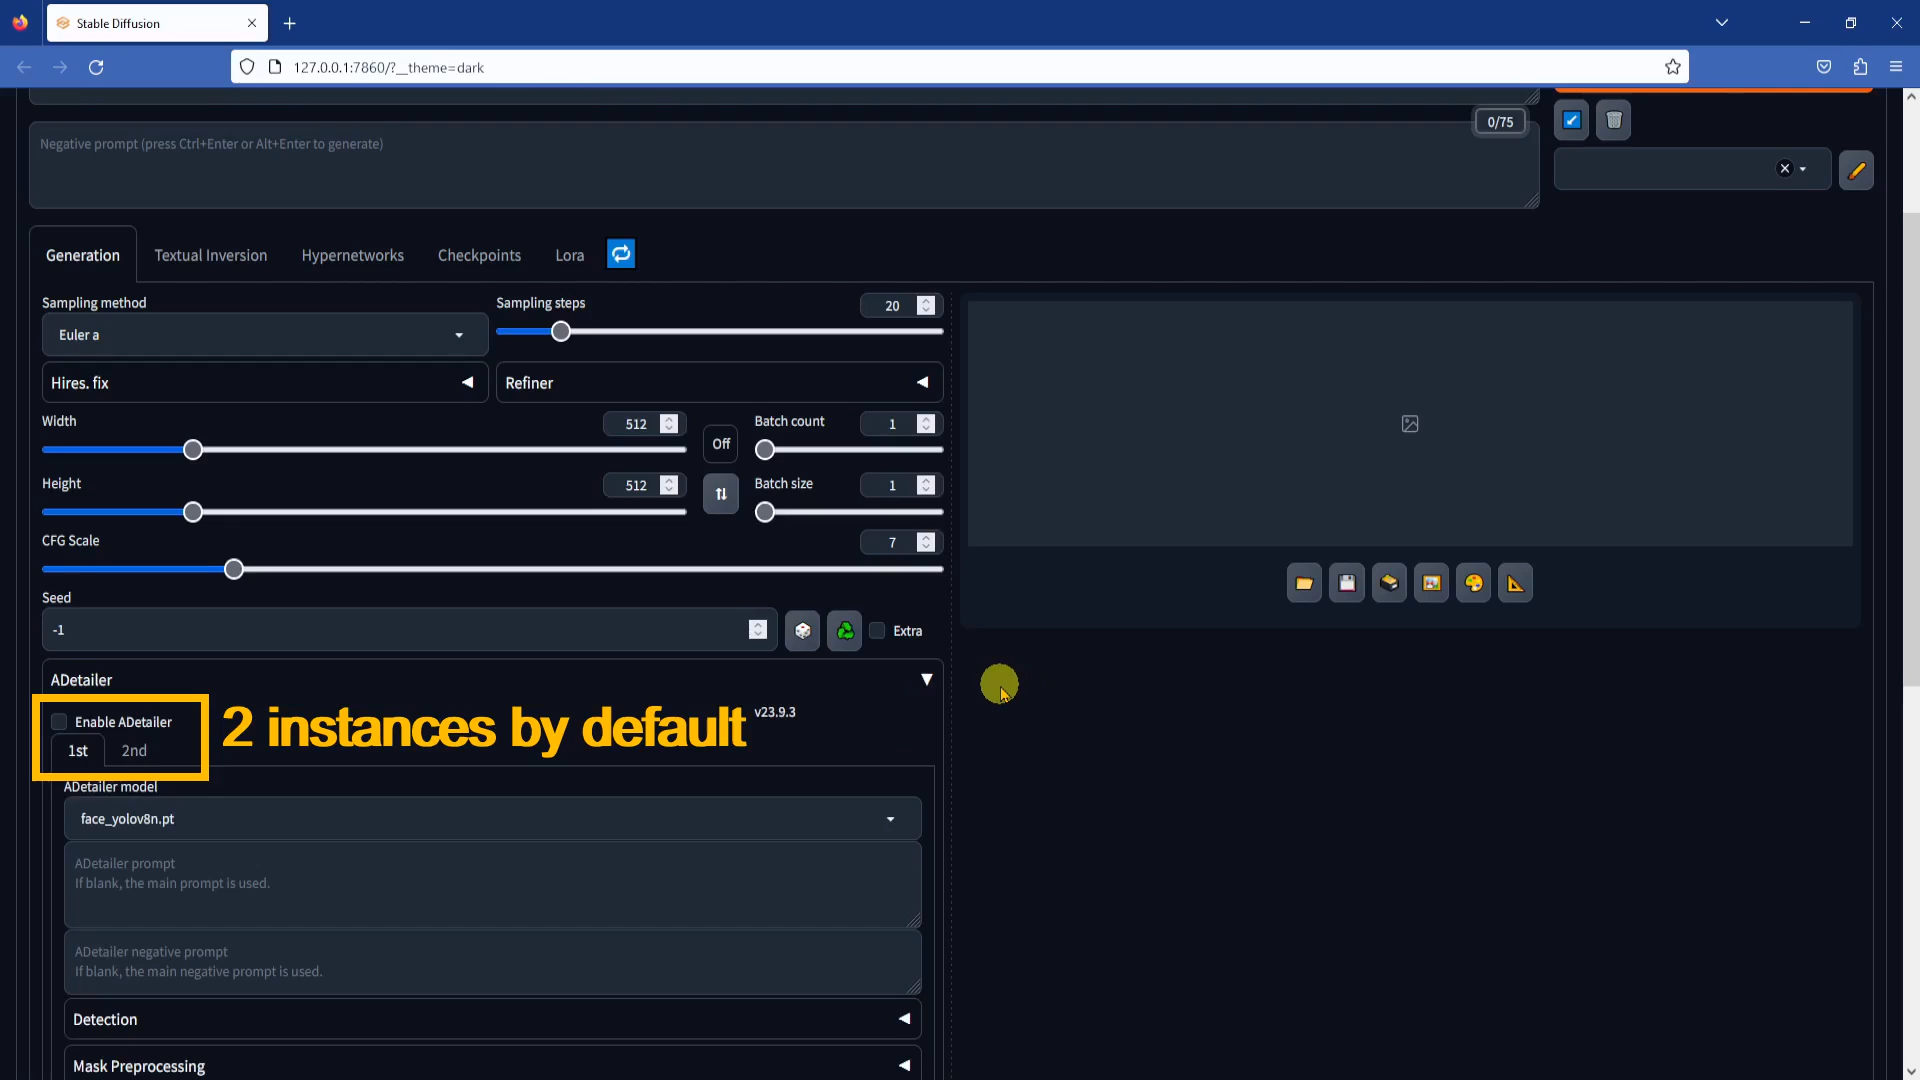 Stable Diffusion
127.0.0.1:7860/?__theme=dark
0/75
Negative prompt (press Ctrl+Enter or Alt+Enter to generate)
Generation Textual Inversion Hypernetworks Checkpoints Lora
Sampling method
Euler a
Sampling steps
20
Hires. fix
Refiner
Width
512
Off
Batch count
1
Height
512
Batch size
1
CFG Scale
7
Seed
-1
Extra
ADetailer
Enable ADetailer
2 instances by default
v23.9.3
1st 2nd
ADetailer model
face_yolov8n.pt
ADetailer prompt
If blank, the main prompt is used.
ADetailer negative prompt
If blank, the main negative prompt is used.
Detection
Mask Preprocessing